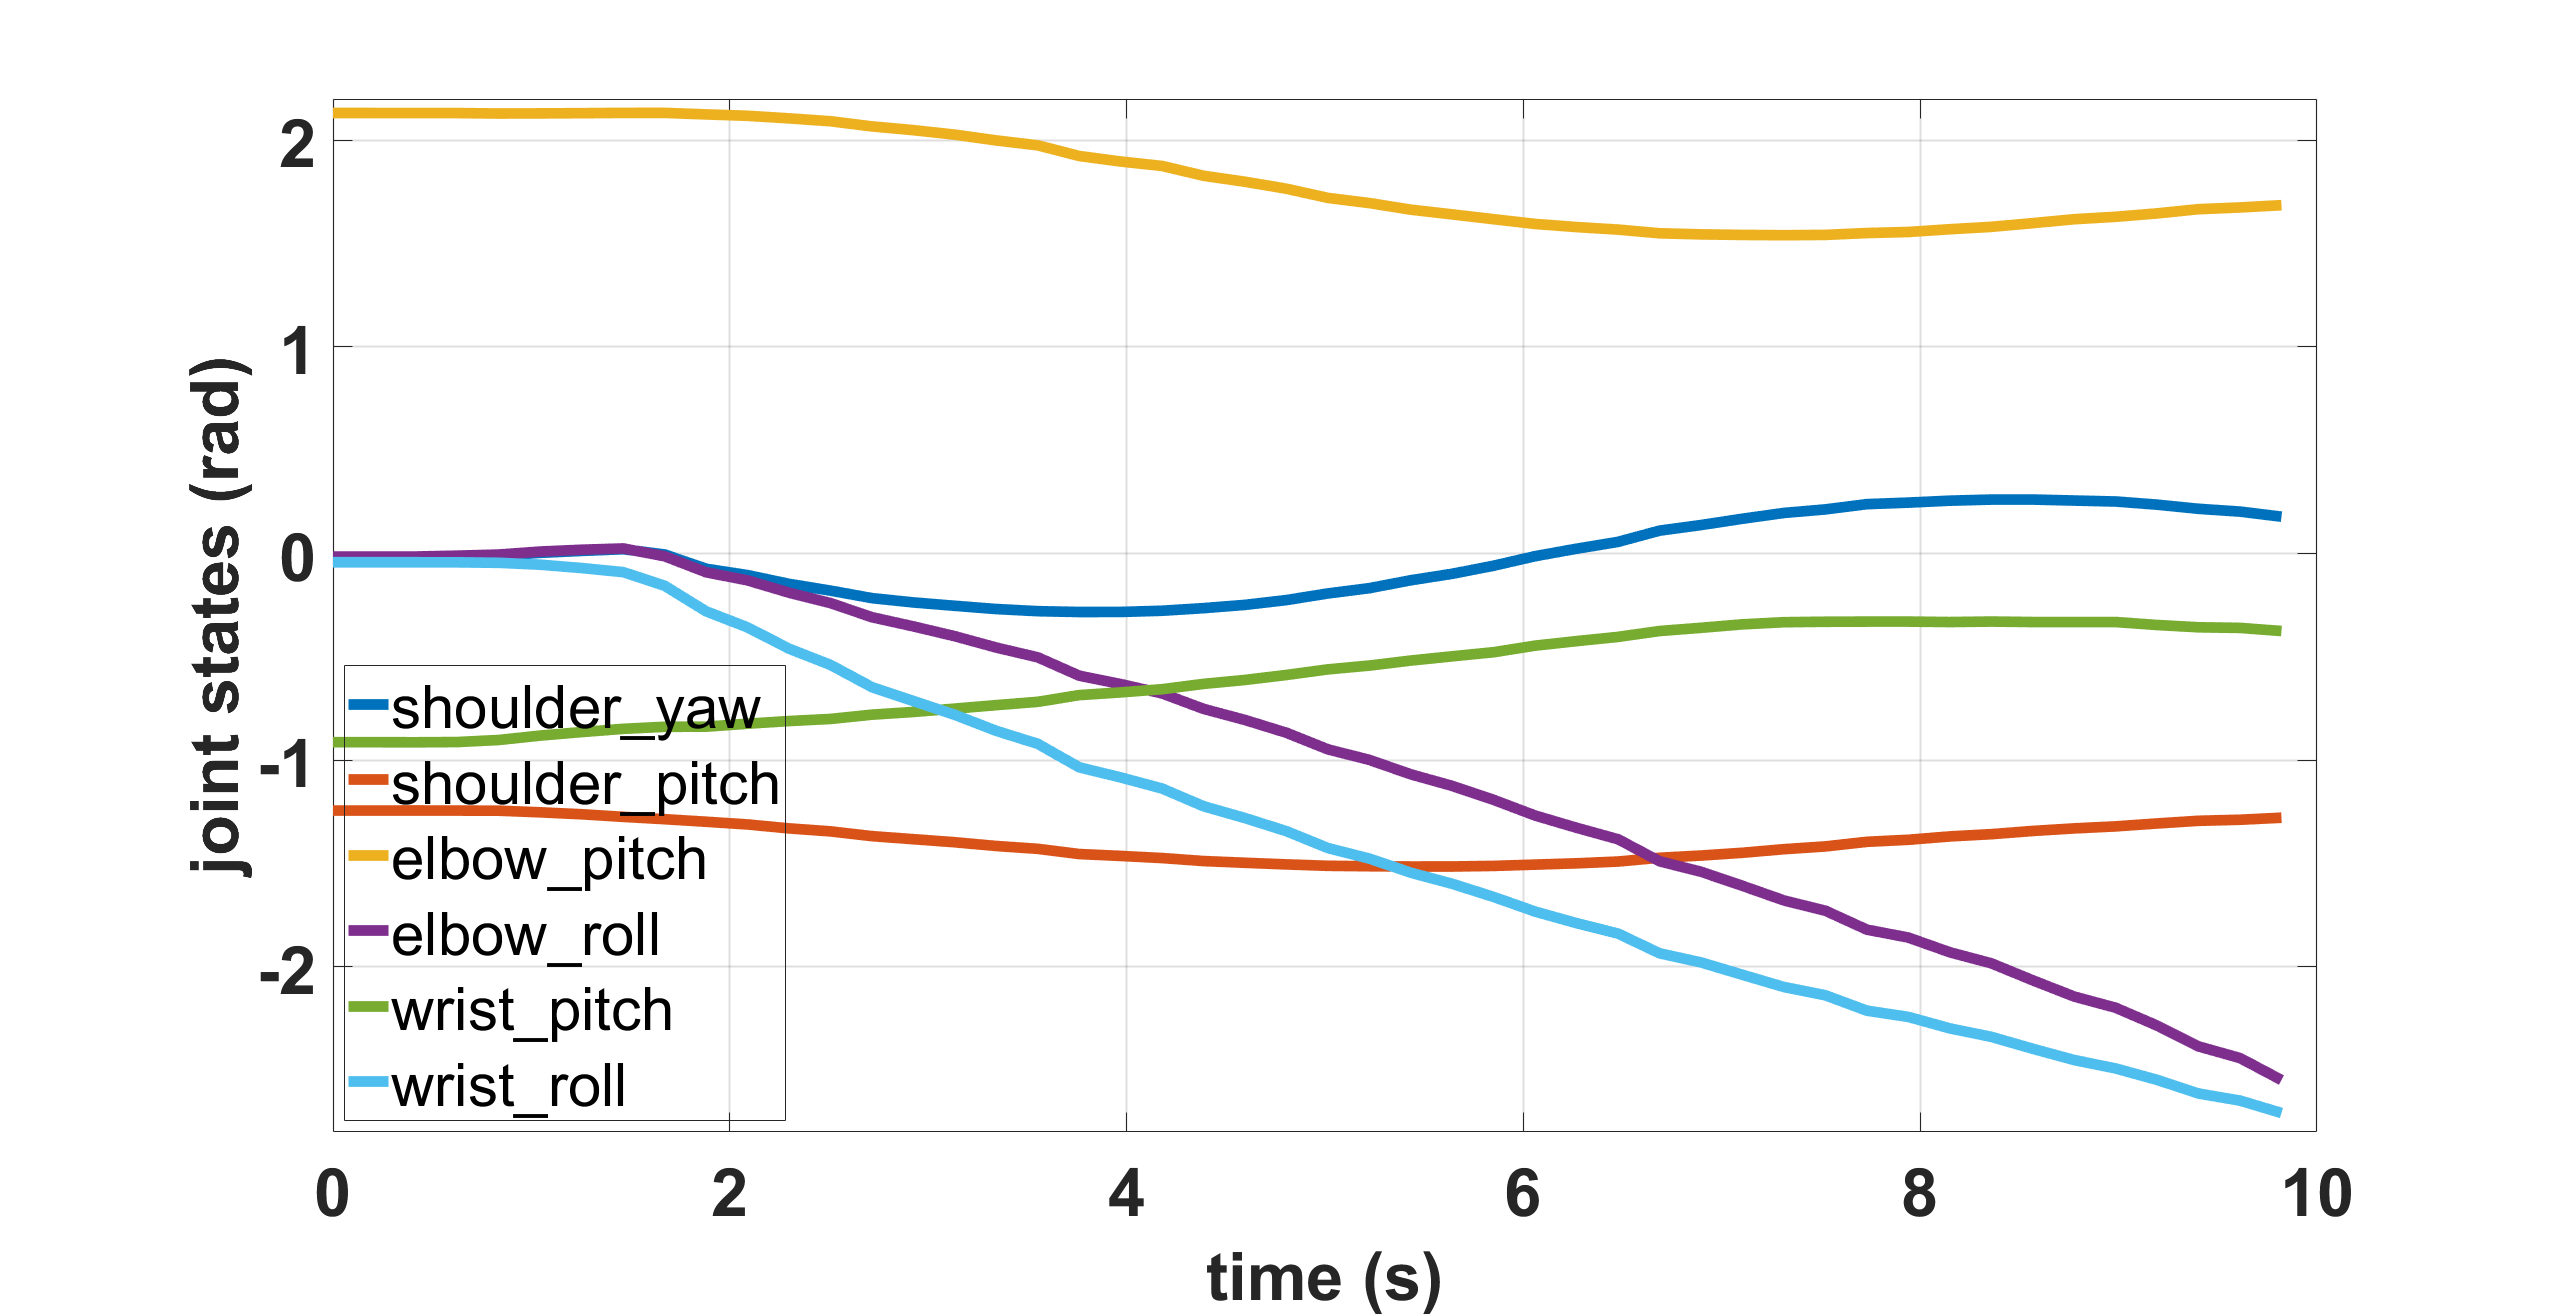 2
1
0
-1
-2
joint states (rad)
shoulder_yaw
shoulder_pitch
elbow_pitch
elbow_roll
wrist_pitch
wrist_roll
0 2 4 6 8 10
time (s)